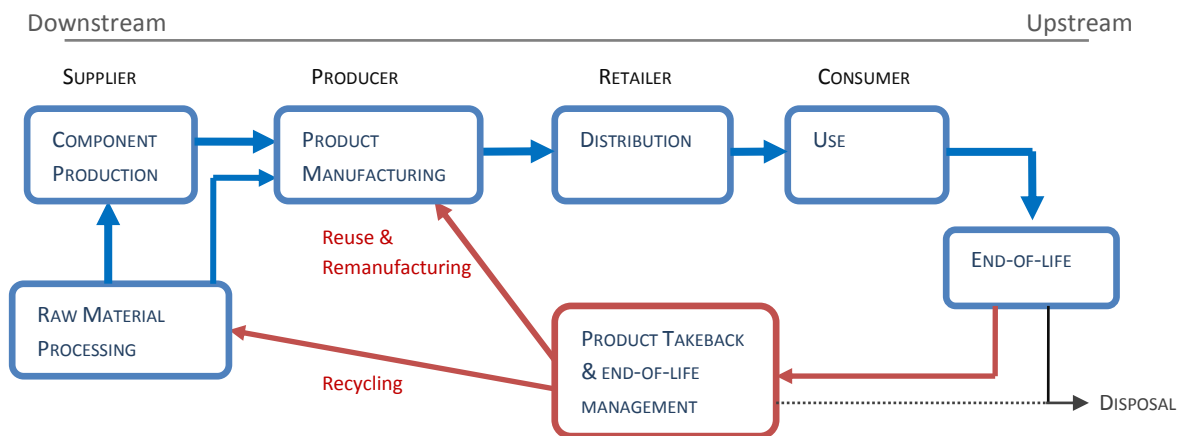 Downstream Upstream
SUPPLIER PRODUCER RETAILER CONSUMER
COMPONENT
PRODUCTION
PRODUCT
MANUFACTURING
DISTRIBUTION
USE
Reuse &
Remanufacturing
END-OF-LIFE
RAW MATERIAL
PROCESSING
Recycling
PRODUCT TAKEBACK
& END-OF-LIFE
MANAGEMENT
DISPOSAL